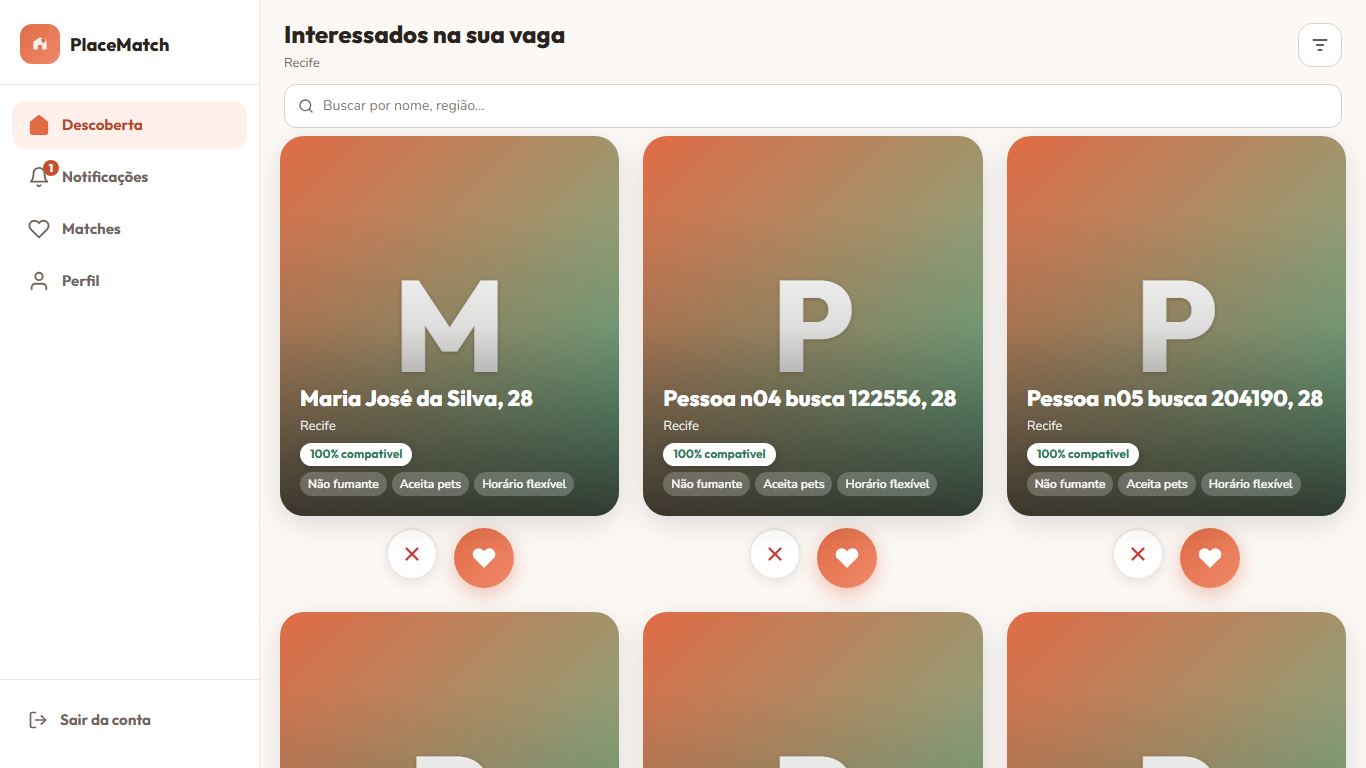 PlaceMatch
Descoberta
1
Notificações
Matches
Perfil
Sair da conta
Interessados na sua vaga
Recife
Buscar por nome, região...
M
Maria José da Silva, 28
Recife
100% compatível
Não fumante Aceita pets Horário flexível
P
Pessoa n04 busca 122556, 28
Recife
100% compatível
Não fumante Aceita pets Horário flexível
P
Pessoa n05 busca 204190, 28
Recife
100% compatível
Não fumante Aceita pets Horário flexível